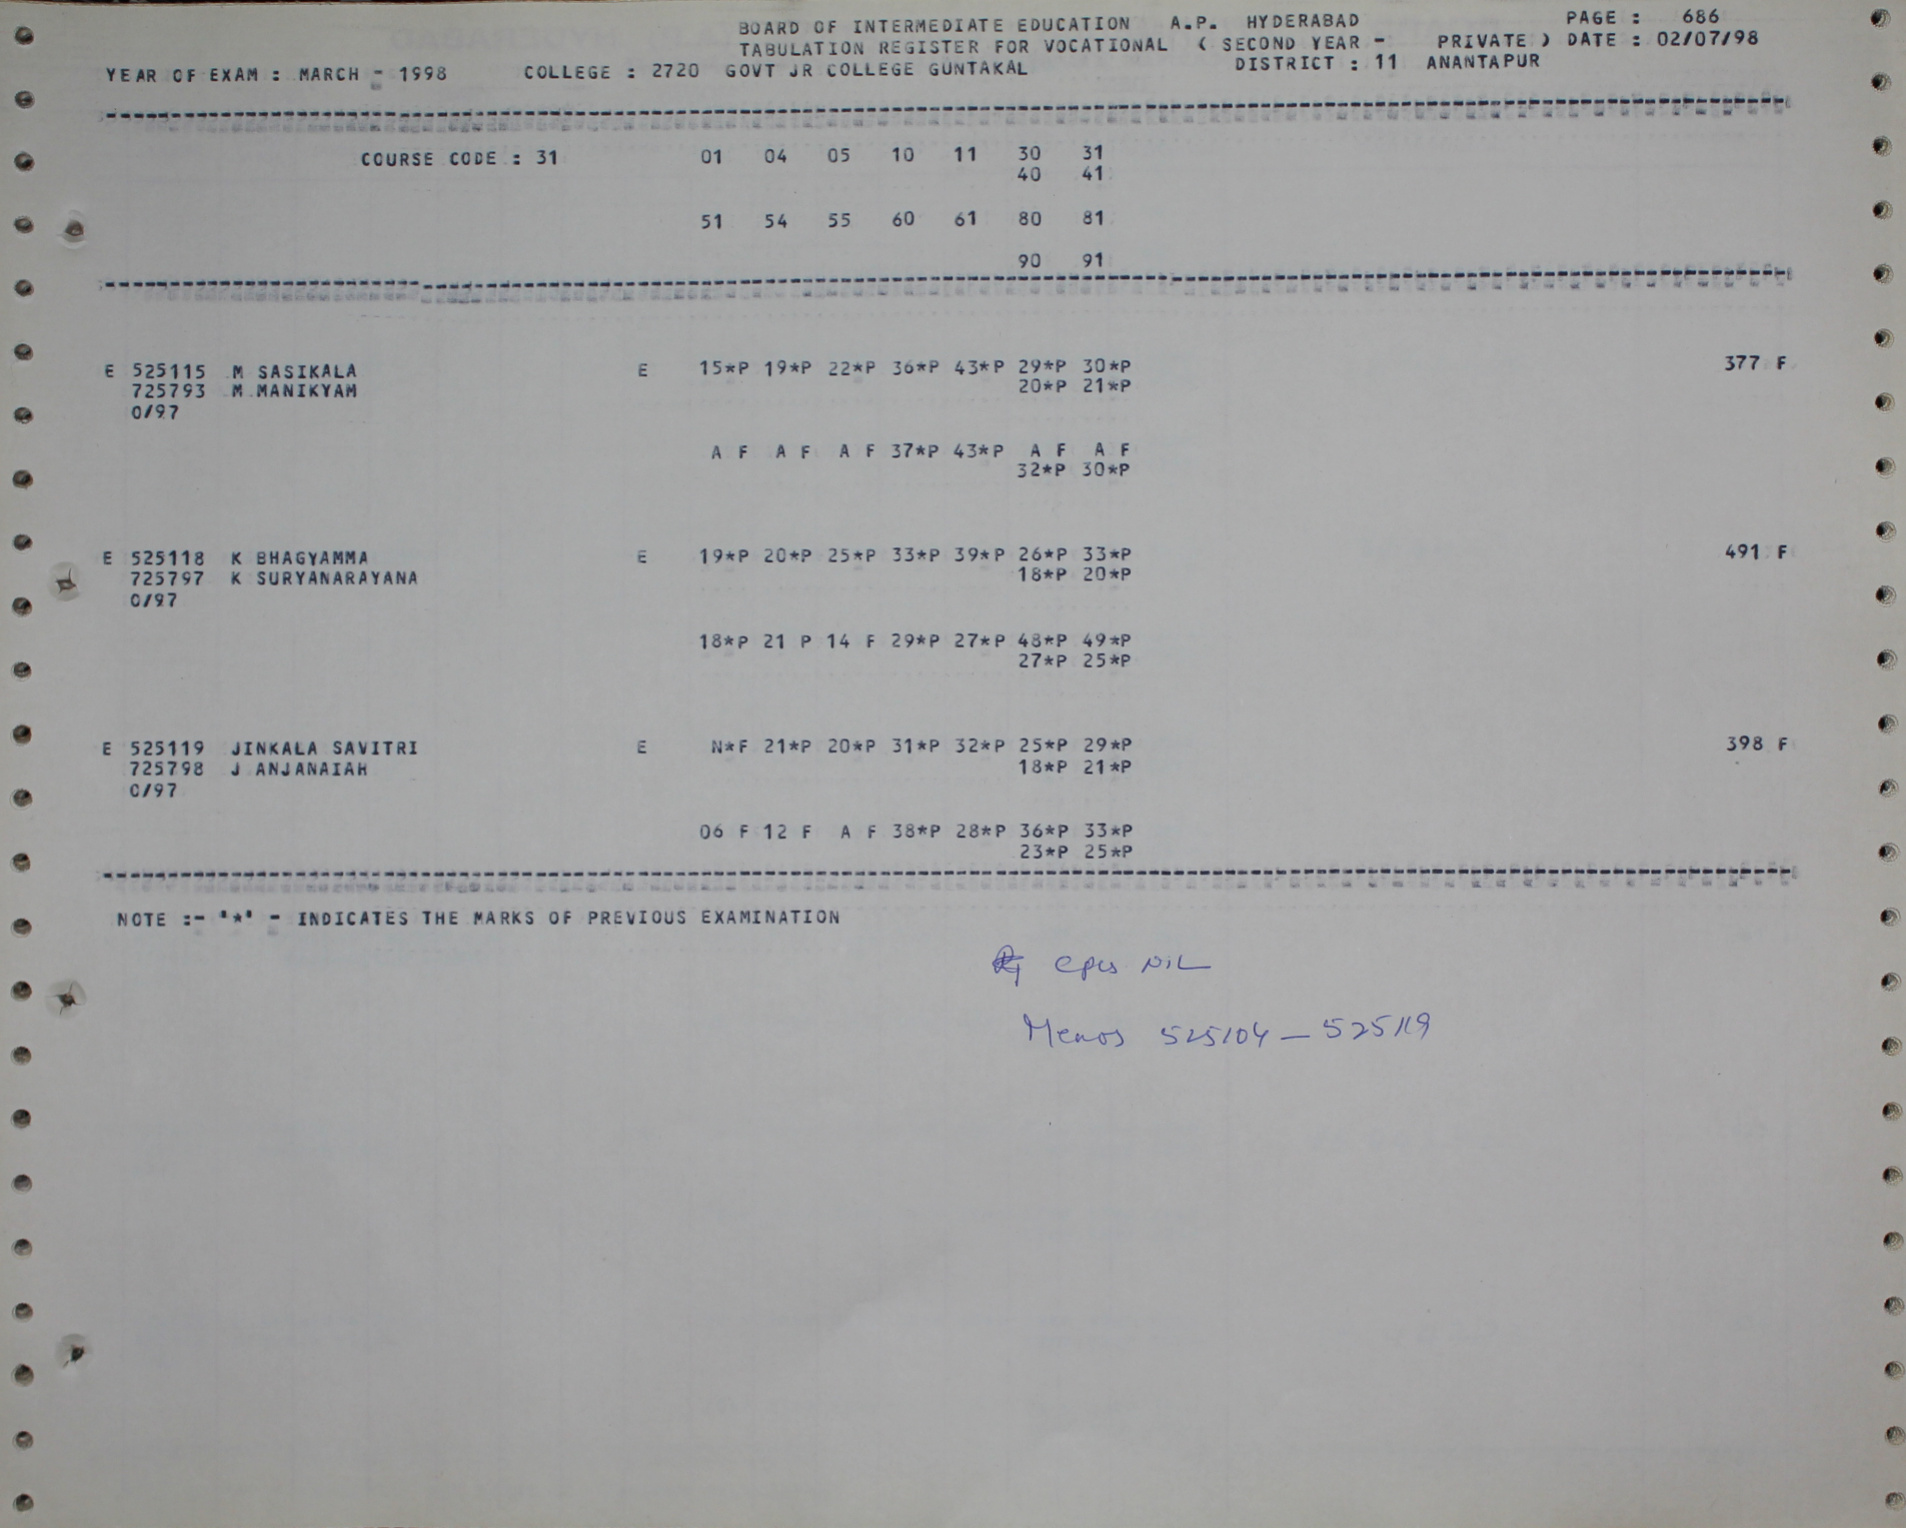 BOARD OF INTERMEDIATE EDUCATION A.P. HYDERABAD PAGE : 686
TABULATION REGISTER FOR VOCATIONAL ( SECOND YEAR - PRIVATE ) DATE : 02/07/98
YEAR OF EXAM : MARCH - 1998 COLLEGE : 2720 GOVT JR COLLEGE GUNTAKAL DISTRICT : 11 ANANTAPUR
COURSE CODE : 31 01 04 05 10 11 30 31
40 41
51 54 55 60 61 80 81
90 91
E 525115 M SASIKALA E 15*P 19*P 22*P 36*P 43*P 29*P 30*P 377 F
725793 M MANIKYAM 20*P 21*P
0/97
A F A F A F 37*P 43*P A F A F
32*P 30*P
E 525118 K BHAGYAMMA E 19*P 20*P 25*P 33*P 39*P 26*P 33*P 491 F
725797 K SURYANARAYANA 18*P 20*P
0/97
18*P 21 P 14 F 29*P 27*P 48*P 49*P
27*P 25*P
E 525119 JINKALA SAVITRI E N*F 21*P 20*P 31*P 32*P 25*P 29*P 398 F
725798 J ANJANAIAH 18*P 21*P
0/97
06 F 12 F A F 38*P 28*P 36*P 33*P
23*P 25*P
NOTE :- '*' - INDICATES THE MARKS OF PREVIOUS EXAMINATION
NIL
Memos 525104 - 525119